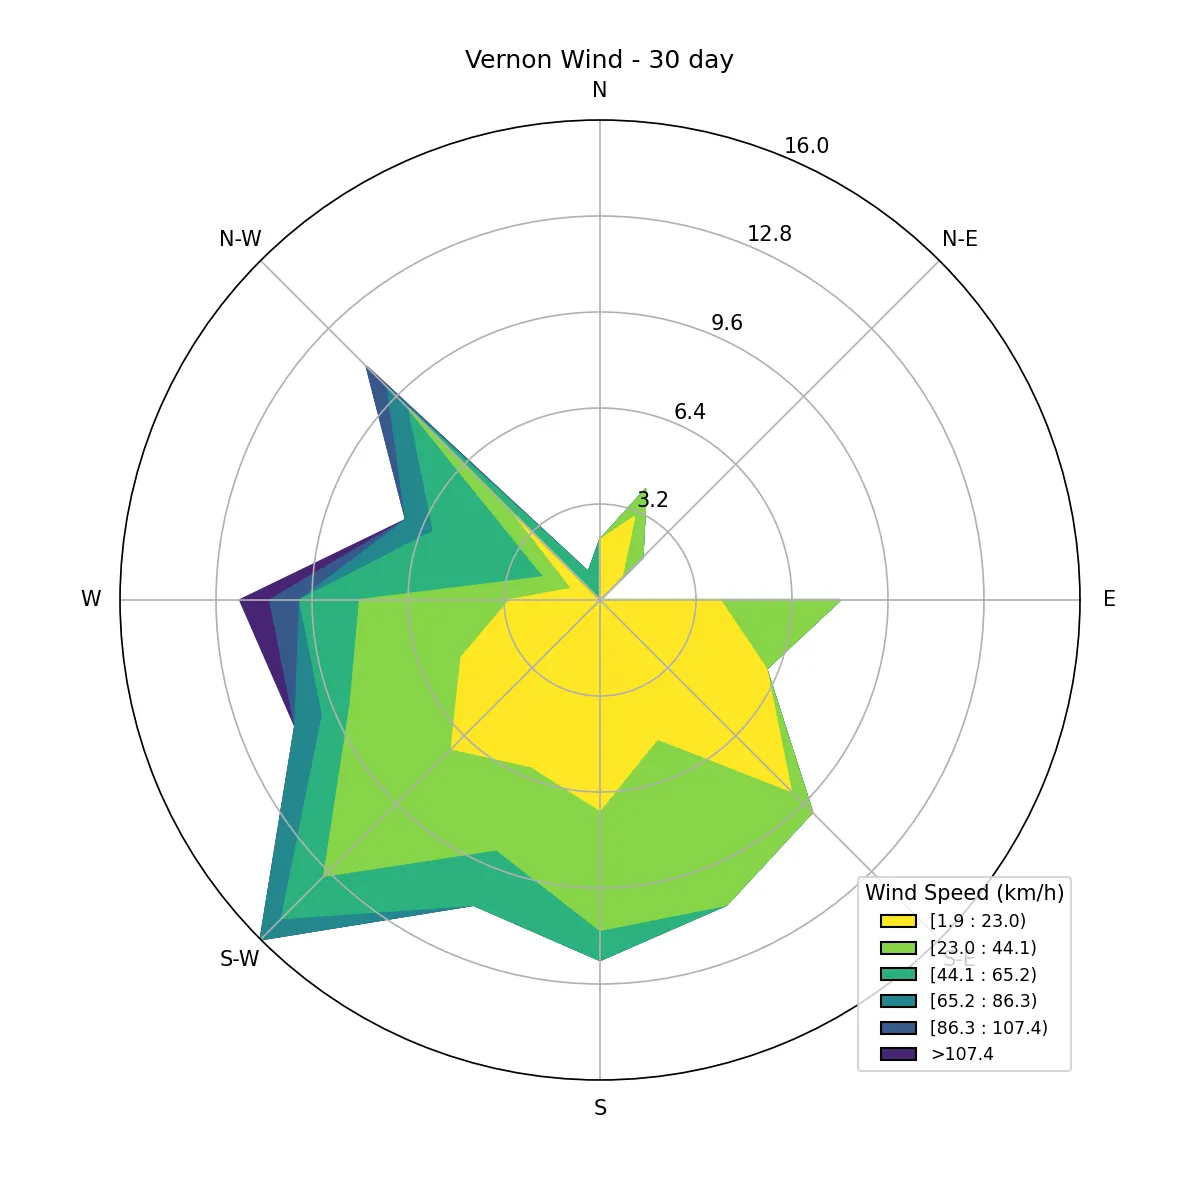 Vernon Wind - 30 day
N
16.0
12.8
N-W
N-E
9.6
6.4
3.2
W
E
Wind Speed (km/h)
[1.9 : 23.0)
[23.0 : 44.1)
S-W
S-E
[44.1 : 65.2)
[65.2 : 86.3)
[86.3 : 107.4)
>107.4
S